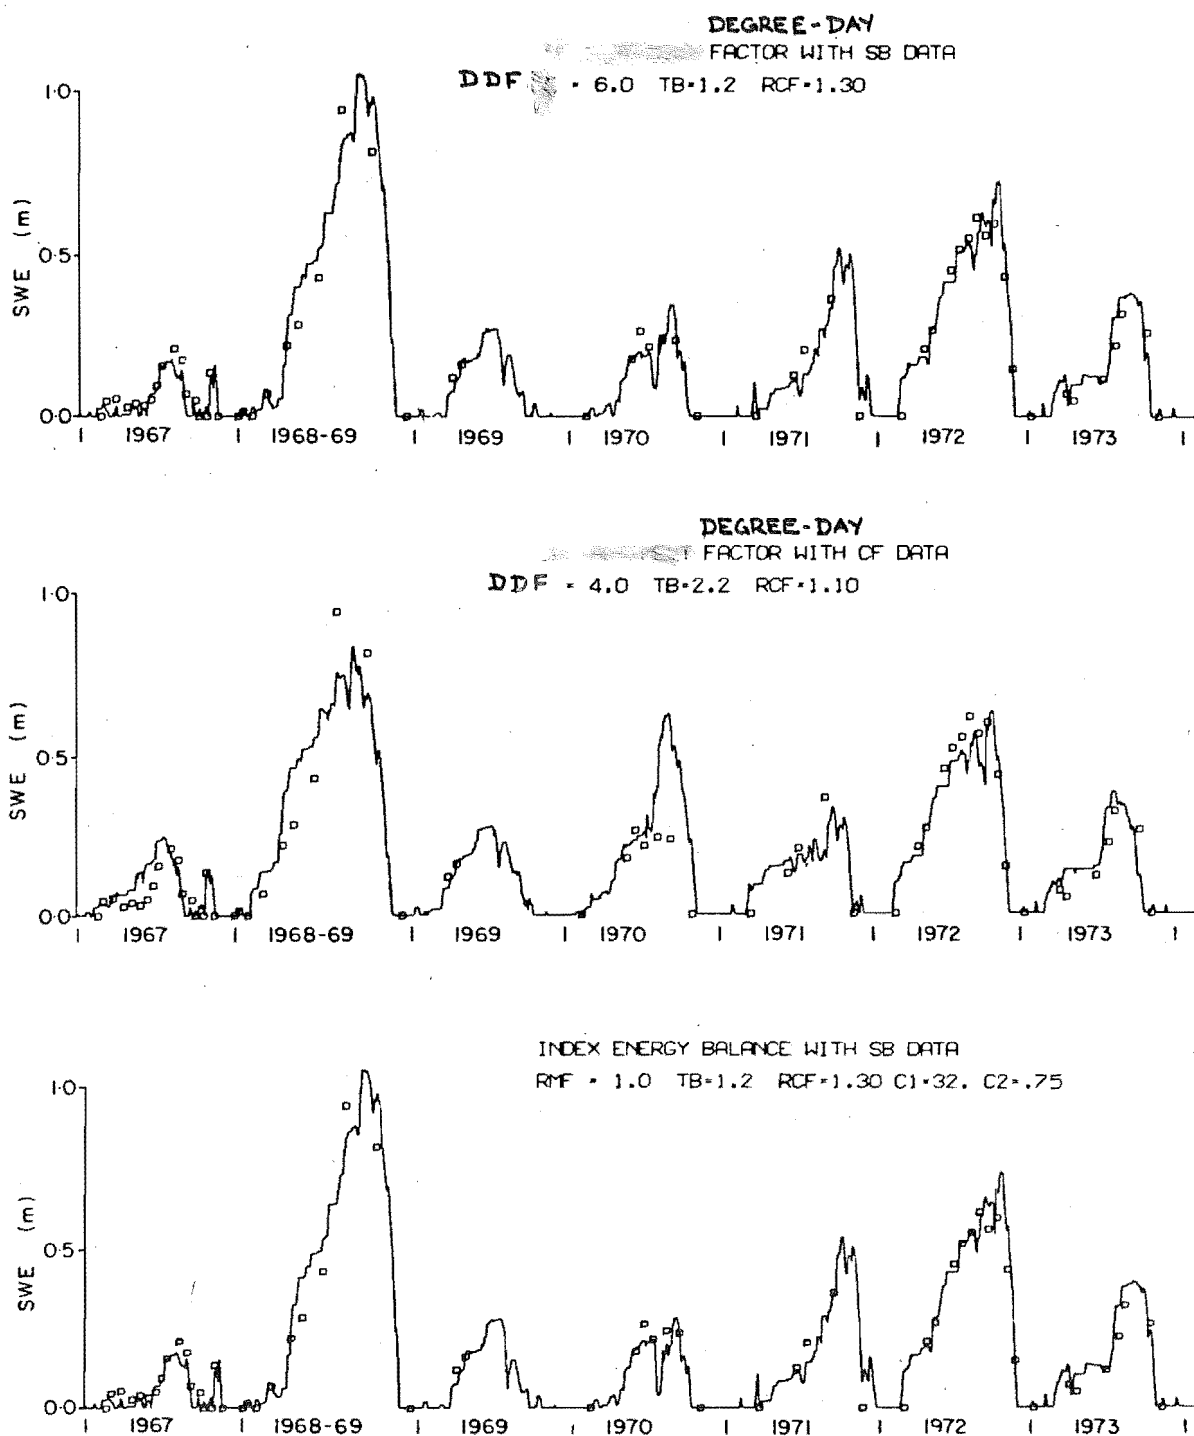 DEGREE-DAY
FACTOR WITH SB DATA
DDF = 6.0 TB=1.2 RCF=1.30
1.0
SWE (m)
0.5
0.0
1967 1968-69 1969 1970 1971 1972 1973
DEGREE-DAY
FACTOR WITH CF DATA
DDF = 4.0 TB=2.2 RCF=1.10
1.0
SWE (m)
0.5
0.0
1967 1968-69 1969 1970 1971 1972 1973
INDEX ENERGY BALANCE WITH SB DATA
RMF = 1.0 TB=1.2 RCF=1.30 C1=32. C2=.75
1.0
SWE (m)
0.5
0.0
1967 1968-69 1969 1970 1971 1972 1973